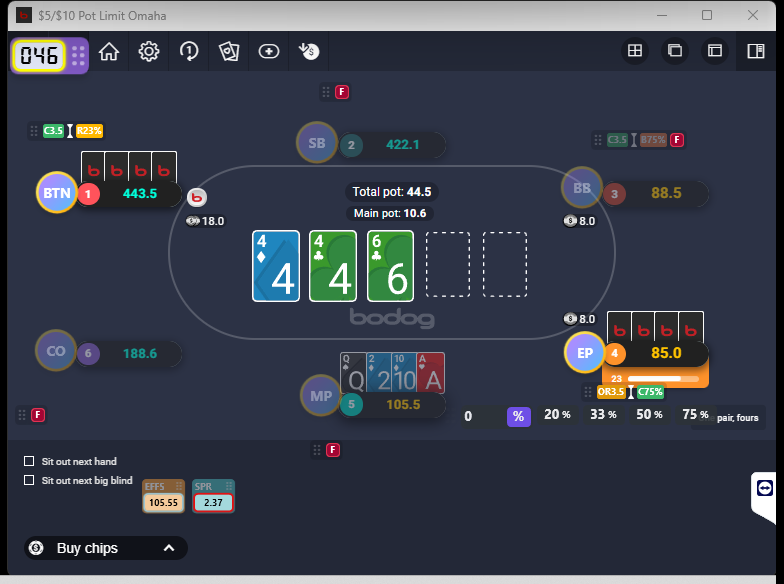 $5/$10 Pot Limit Omaha
046
1
F
C3.5 R23%
SB 2 422.1
C3.5 B75% F
BTN 1 443.5
BB 3 88.5
Total pot: 44.5
18.0
Main pot: 10.6
8.0
4 4 6
4 4 6
bodog
8.0
CO 6 188.6
Q 2 10 A
Q 2 10 A
EP 4 85.0
23
MP 5 105.5
OR3.5 C75%
F
0 % 20 % 33 % 50 % 75 % pair, fours
F
Sit out next hand
Sit out next big blind
EFFS SPR
105.55 2.37
Buy chips